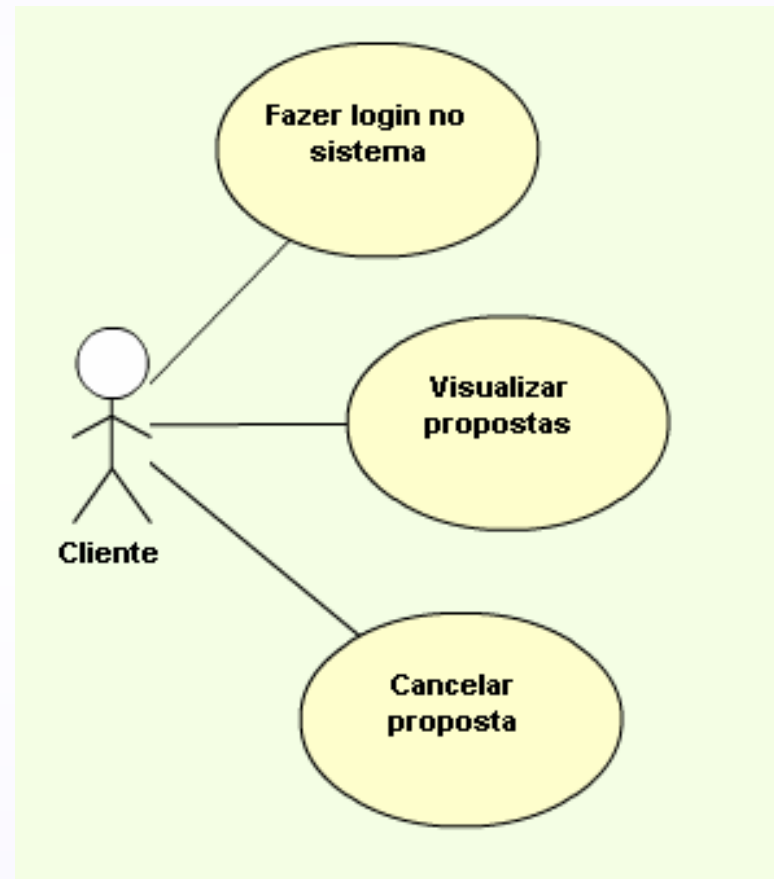 Fazer login no
sistema
Visualizar
propostas
Cliente
Cancelar
proposta